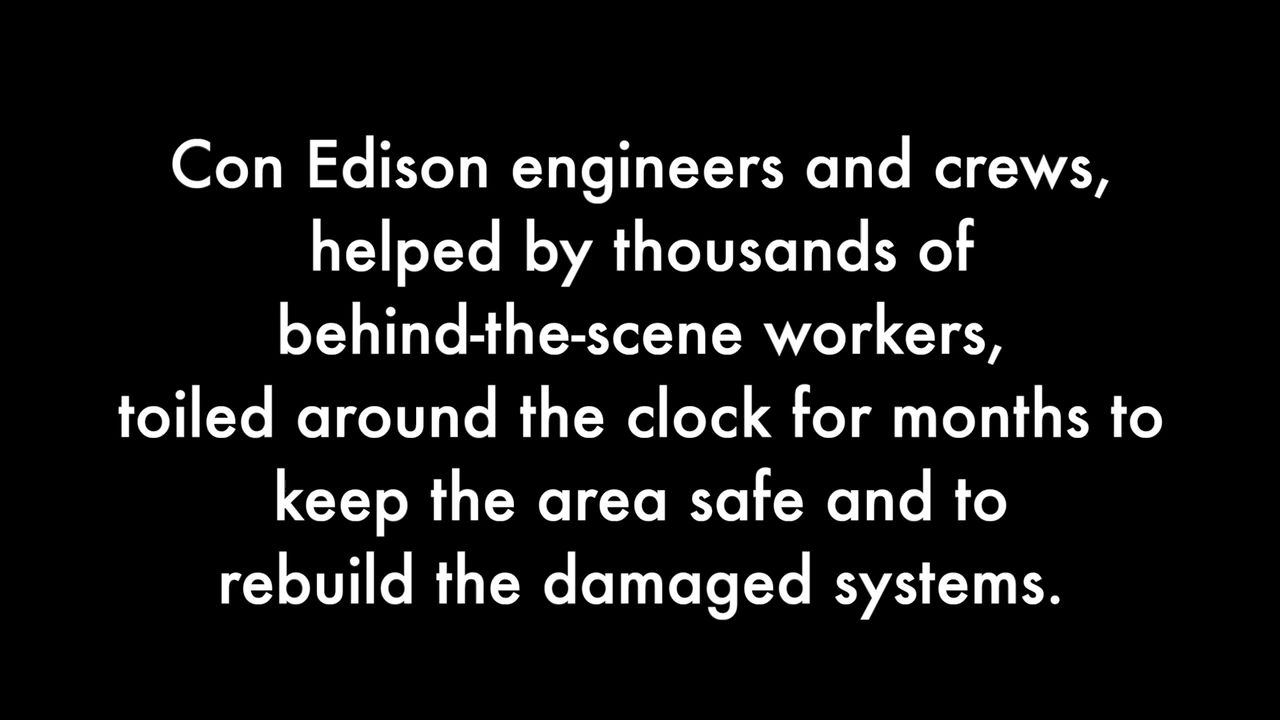 Con Edison engineers and crews,
helped by thousands of
behind-the-scene workers,
toiled around the clock for months to
keep the area safe and to
rebuild the damaged systems.